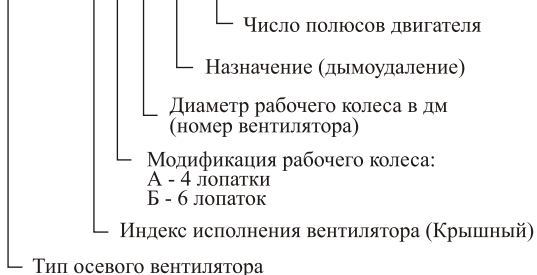 Число полюсов двигателя
Назначение (дымоудаление)
Диаметр рабочего колеса в дм
(номер вентилятора)
Модификация рабочего колеса:
А - 4 лопатки
Б - 6 лопаток
Индекс исполнения вентилятора (Крышный)
Тип осевого вентилятора